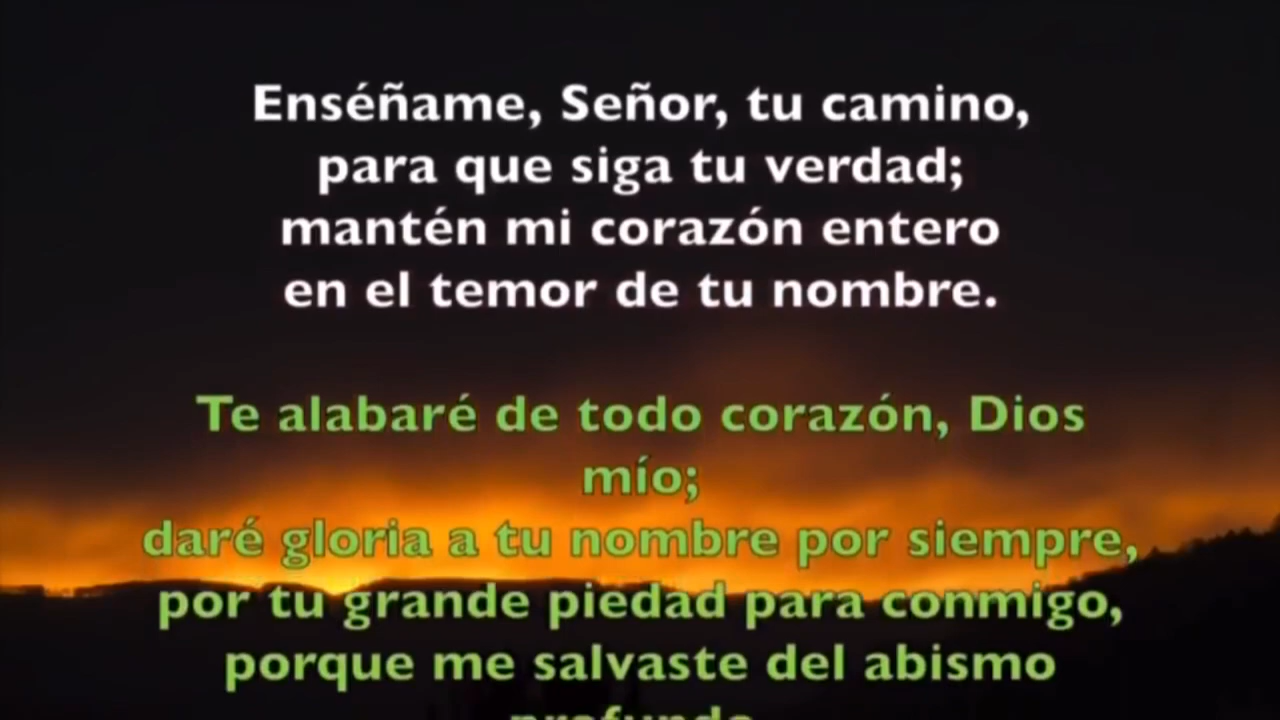 Enséñame, Señor, tu camino,
para que siga tu verdad;
mantén mi corazón entero
en el temor de tu nombre.
Te alabaré de todo corazón, Dios
mío;
daré gloria a tu nombre por siempre,
por tu grande piedad para conmigo,
porque me salvaste del abismo
profundo.